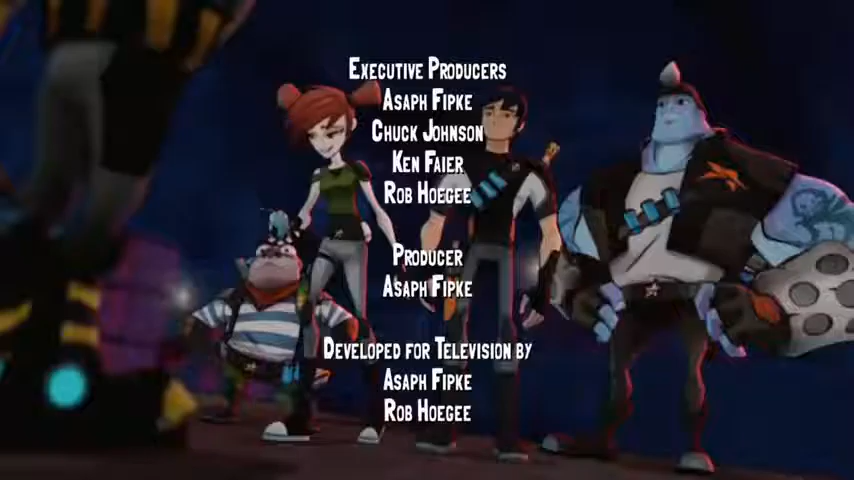 Executive Producers
Asaph Fipke
Chuck Johnson
Ken Faier
Rob Hoegee
Producer
Asaph Fipke
Developed for Television by
Asaph Fipke
Rob Hoegee